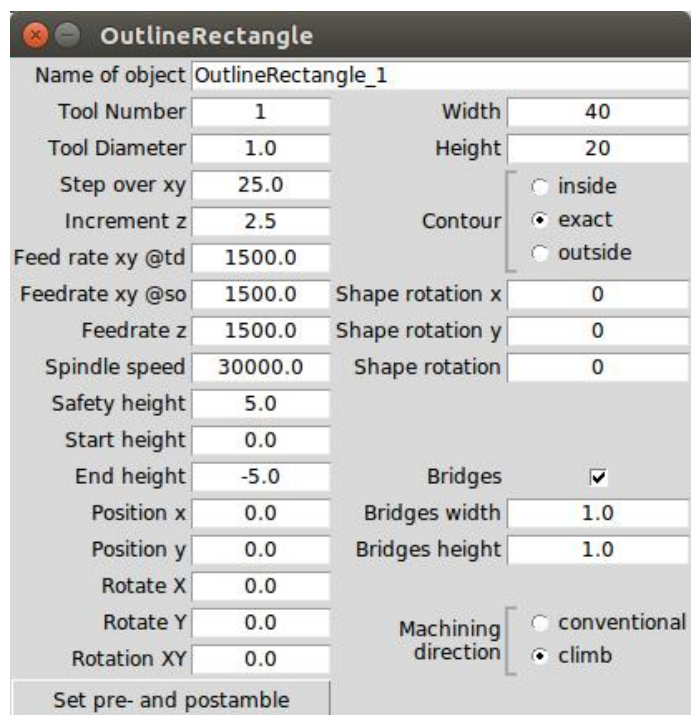 OutlineRectangle
Name of object OutlineRectangle_1
Tool Number 1 Width 40
Tool Diameter 1.0 Height 20
Step over xy 25.0 inside
Increment z 2.5 Contour exact
Feed rate xy @td 1500.0 outside
Feedrate xy @so 1500.0 Shape rotation x 0
Feedrate z 1500.0 Shape rotation y 0
Spindle speed 30000.0 Shape rotation 0
Safety height 5.0
Start height 0.0
End height -5.0 Bridges
Position x 0.0 Bridges width 1.0
Position y 0.0 Bridges height 1.0
Rotate X 0.0
Rotate Y 0.0 Machining conventional
Rotation XY 0.0 direction climb
Set pre- and postamble